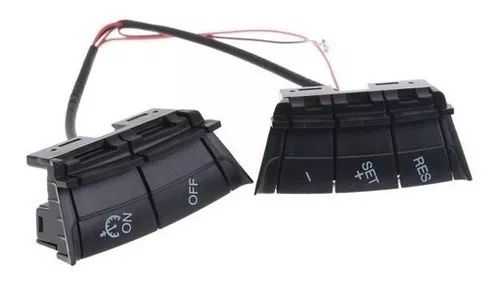 ON
OFF
–
SET
+
RES